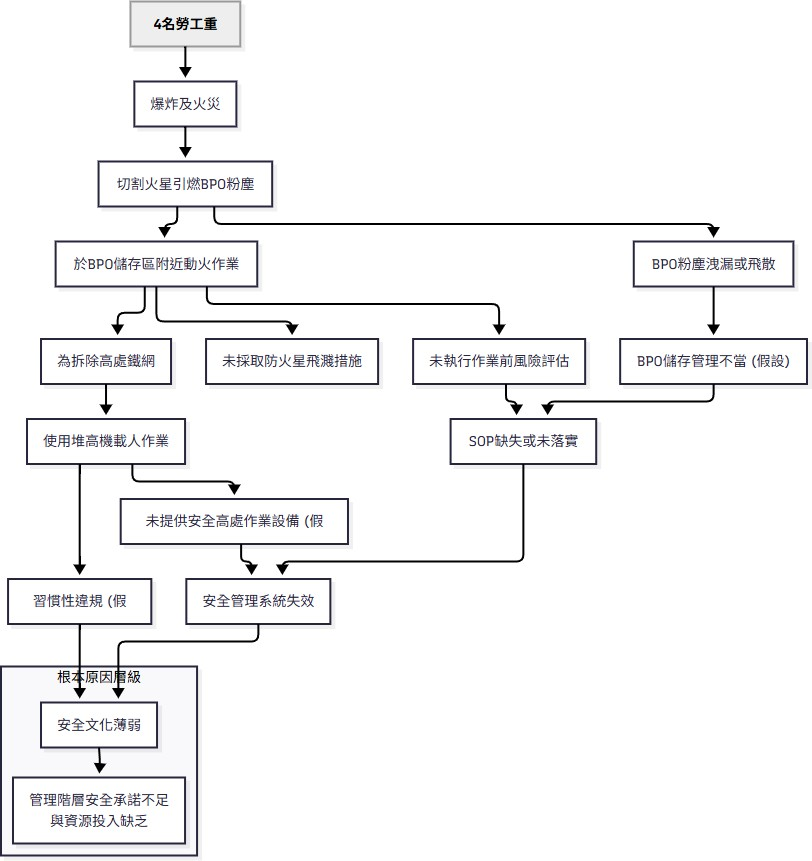 4名勞工重
爆炸及火災
切割火星引燃BPO粉塵
於BPO儲存區附近動火作業
BPO粉塵洩漏或飛散
為拆除高處鐵網
未採取防火星飛濺措施
未執行作業前風險評估
BPO儲存管理不當 (假設)
使用堆高機載人作業
SOP缺失或未落實
未提供安全高處作業設備 (假
習慣性違規 (假
安全管理系統失效
根本原因層級
安全文化薄弱
管理階層安全承諾不足
與資源投入缺乏